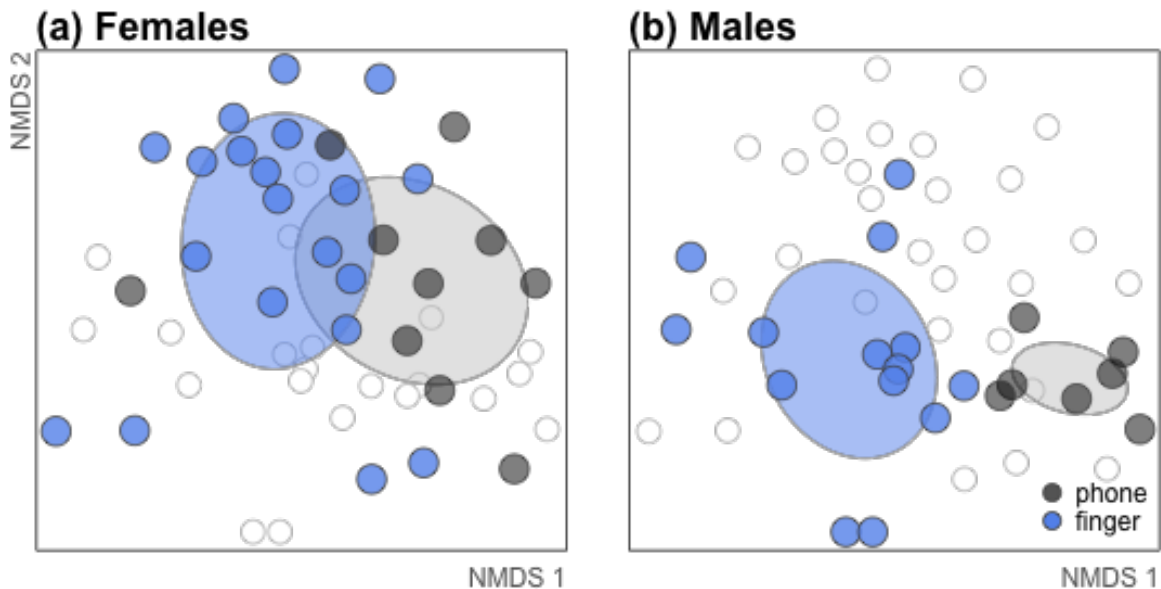 (a) Females
NMDS 2
NMDS 1
(b) Males
phone
finger
NMDS 1